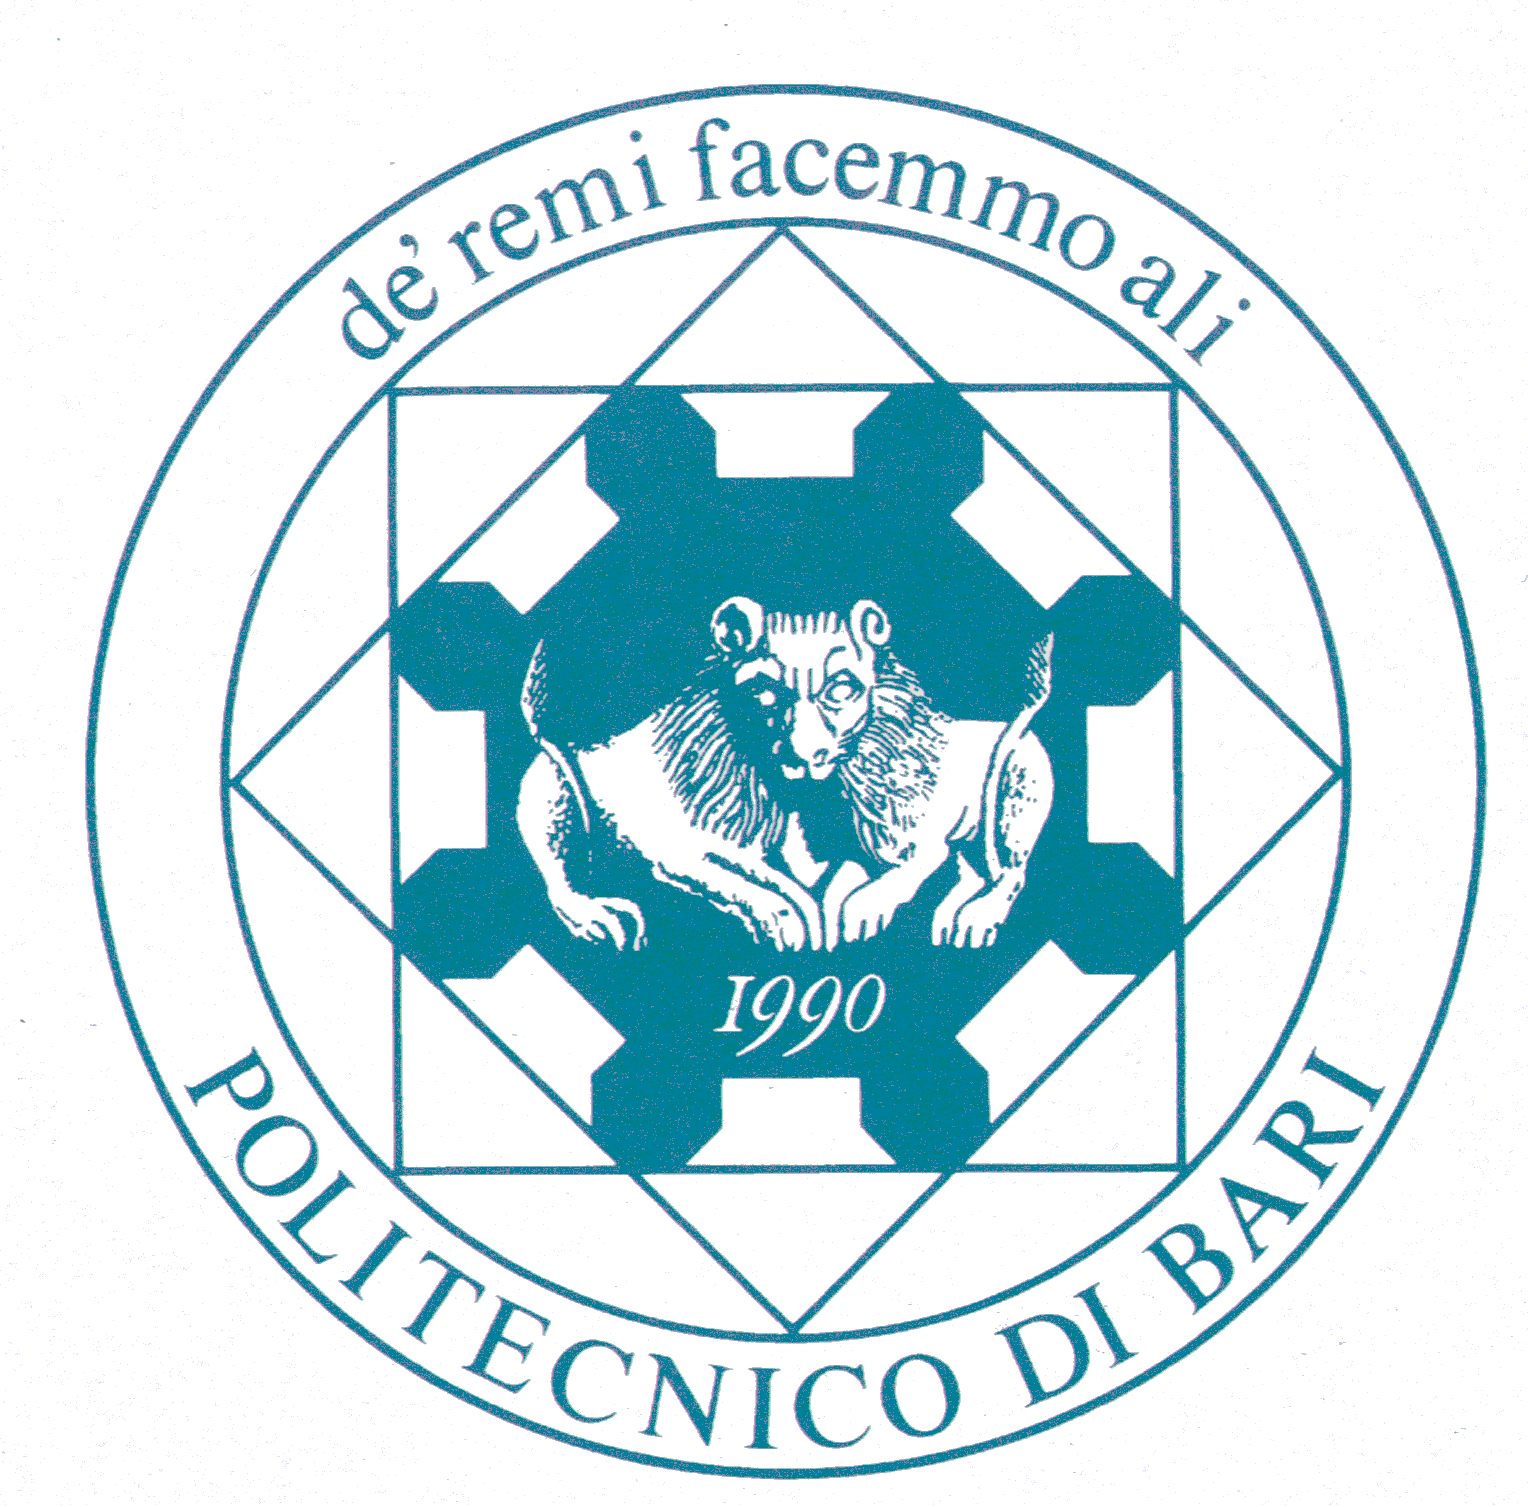 de' remi facemmo ali
1990
POLITECNICO DI BARI